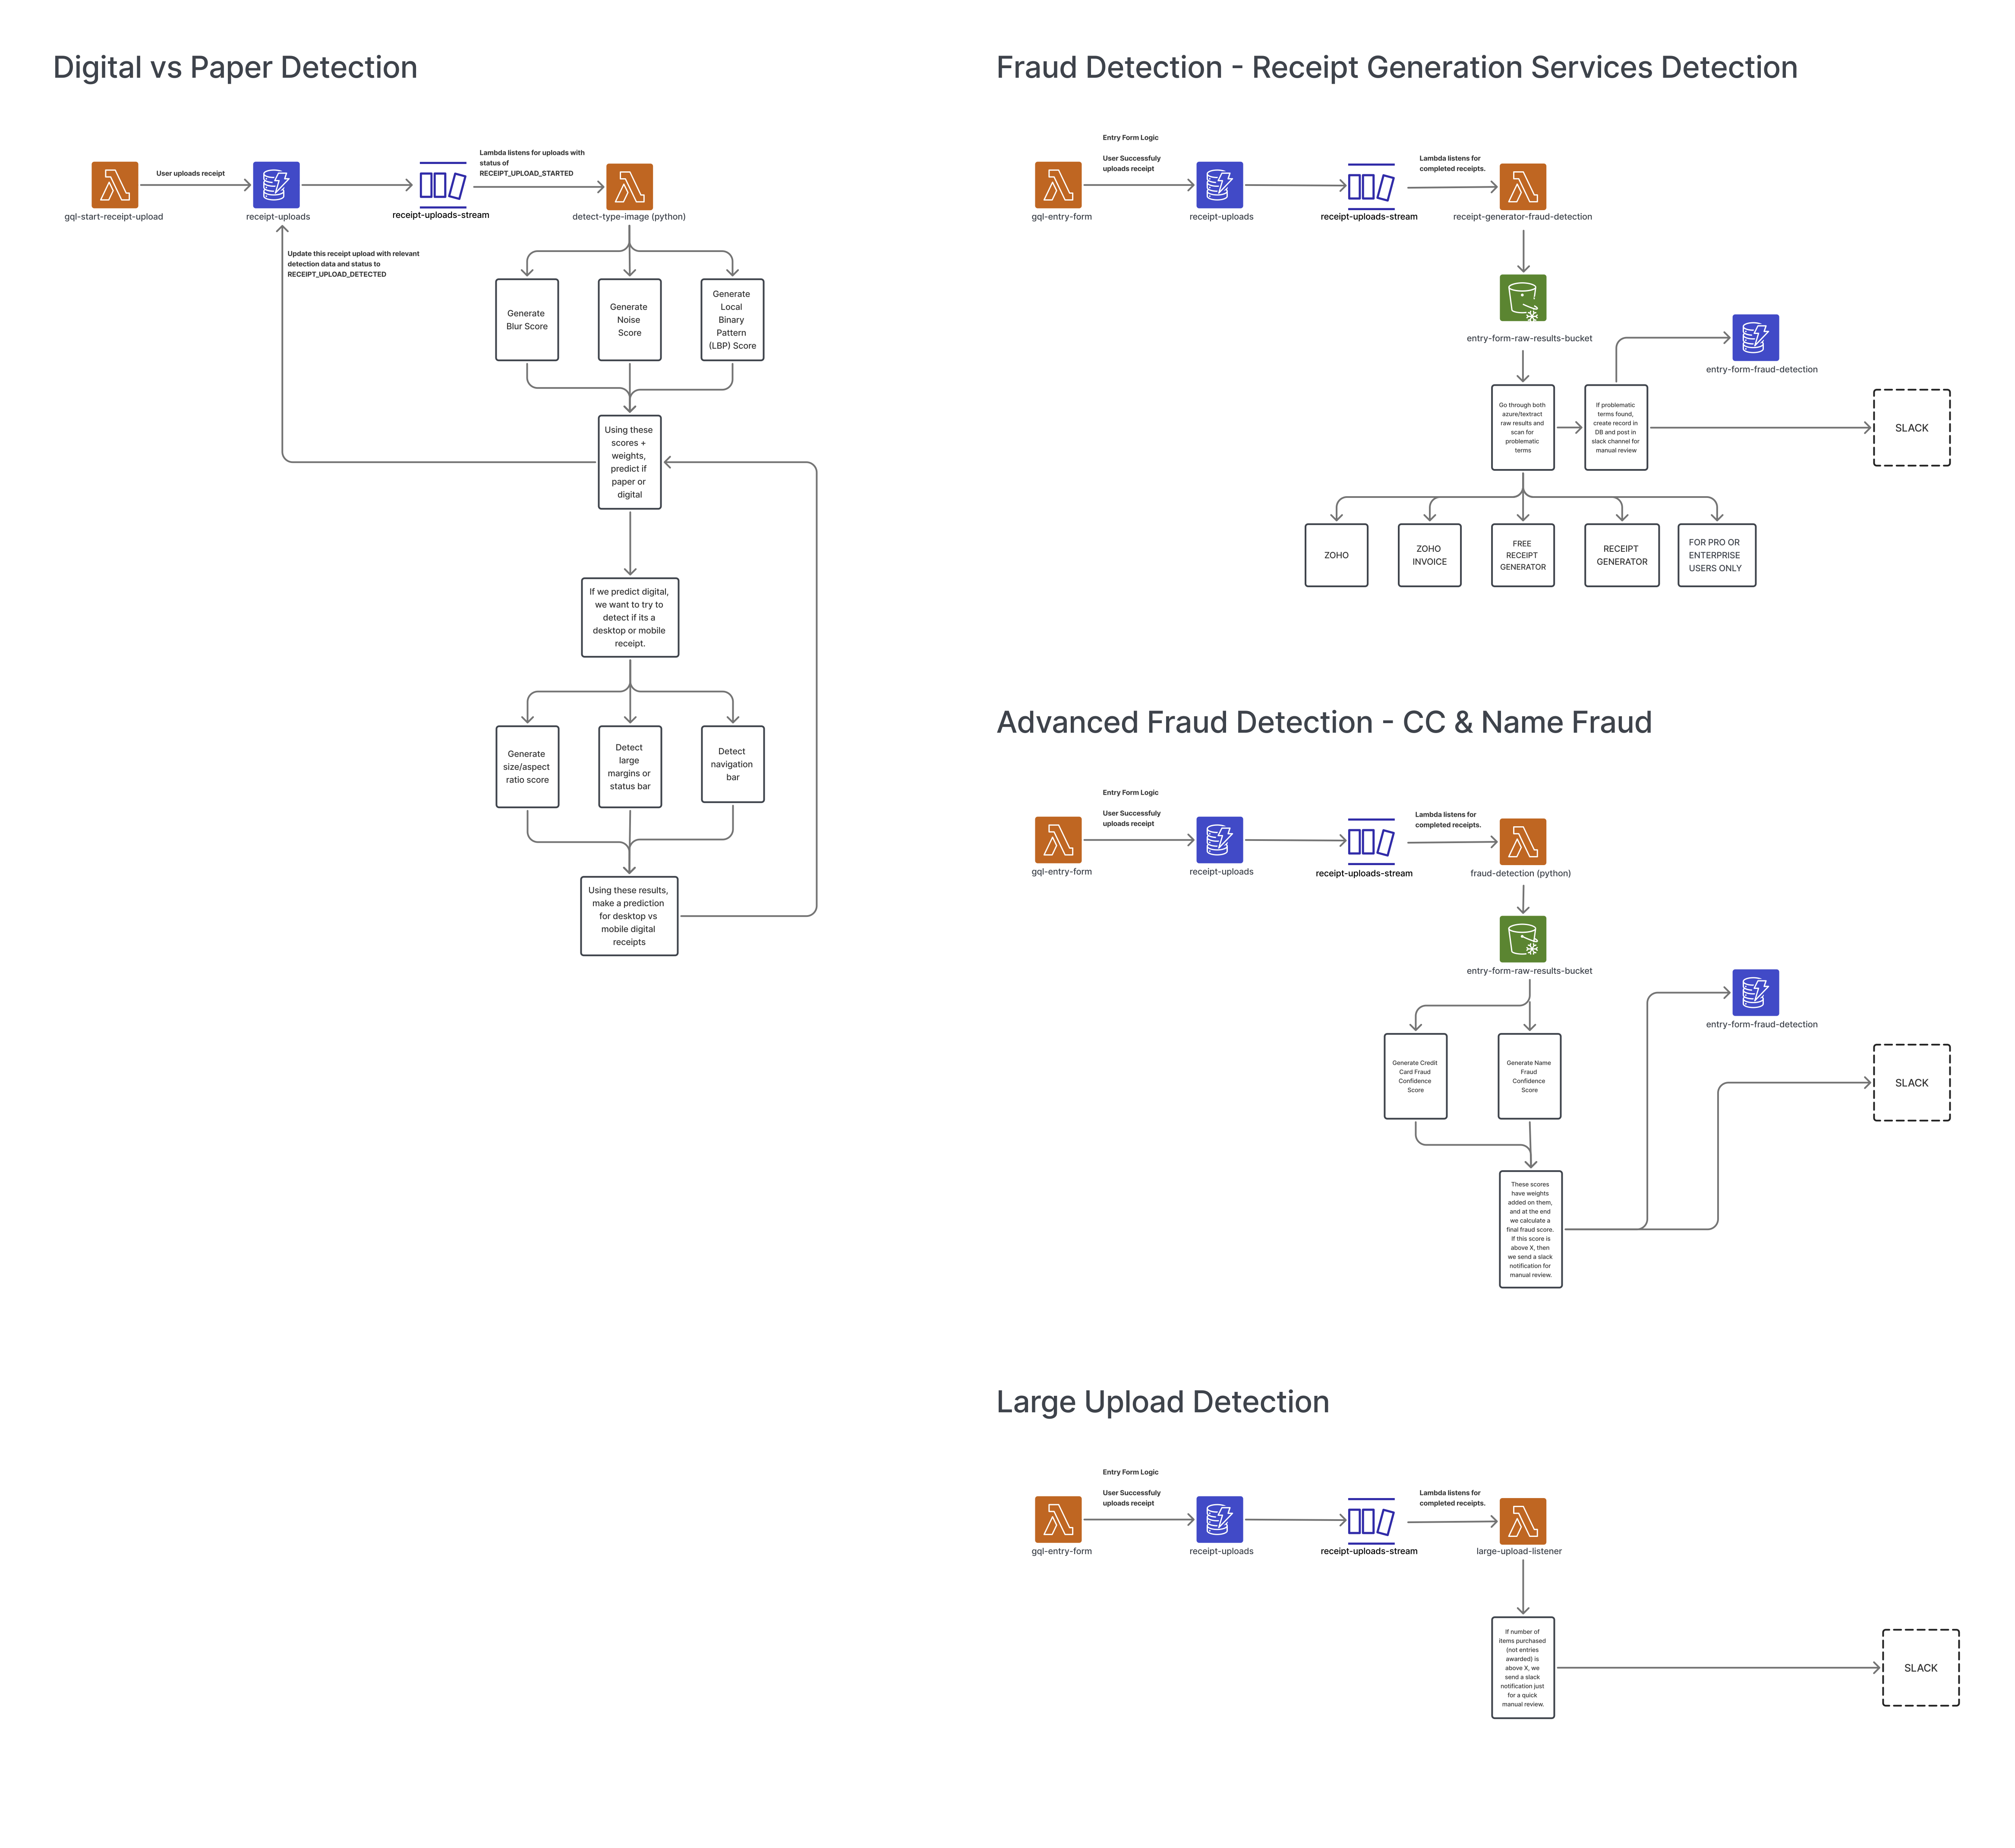 Digital vs Paper Detection
User uploads receipt
Lambda listens for uploads with
status of
RECEIPT_UPLOAD_STARTED
gql-start-receipt-upload
receipt-uploads
receipt-uploads-stream
detect-type-image (python)
Update this receipt upload with relevant
detection data and status to
RECEIPT_UPLOAD_DETECTED
Generate
Blur Score
Generate
Noise
Score
Generate
Local
Binary
Pattern
(LBP) Score
Using these
scores +
weights,
predict if
paper or
digital
If we predict digital,
we want to try to
detect if its a
desktop or mobile
receipt.
Generate
size/aspect
ratio score
Detect
large
margins or
status bar
Detect
navigation
bar
Using these results,
make a prediction
for desktop vs
mobile digital
receipts
Fraud Detection - Receipt Generation Services Detection
Entry Form Logic
User Successfuly
uploads receipt
Lambda listens for
completed receipts.
gql-entry-form
receipt-uploads
receipt-uploads-stream
receipt-generator-fraud-detection
entry-form-raw-results-bucket
entry-form-fraud-detection
Go through both
azure/textract
raw results and
scan for
problematic
terms
If problematic
terms found,
create record in
DB and post in
slack channel for
manual review
SLACK
ZOHO
ZOHO
INVOICE
FREE
RECEIPT
GENERATOR
RECEIPT
GENERATOR
FOR PRO OR
ENTERPRISE
USERS ONLY
Advanced Fraud Detection - CC & Name Fraud
Entry Form Logic
User Successfuly
uploads receipt
Lambda listens for
completed receipts.
gql-entry-form
receipt-uploads
receipt-uploads-stream
fraud-detection (python)
entry-form-raw-results-bucket
entry-form-fraud-detection
Generate Credit
Card Fraud
Confidence
Score
Generate Name
Fraud
Confidence
Score
SLACK
These scores
have weights
added on them,
and at the end
we calculate a
final fraud score.
If this score is
above X, then
we send a slack
notification for
manual review.
Large Upload Detection
Entry Form Logic
User Successfuly
uploads receipt
Lambda listens for
completed receipts.
gql-entry-form
receipt-uploads
receipt-uploads-stream
large-upload-listener
If number of
items purchased
(not entries
awarded) is
above X, we
send a slack
notification just
for a quick
manual review.
SLACK